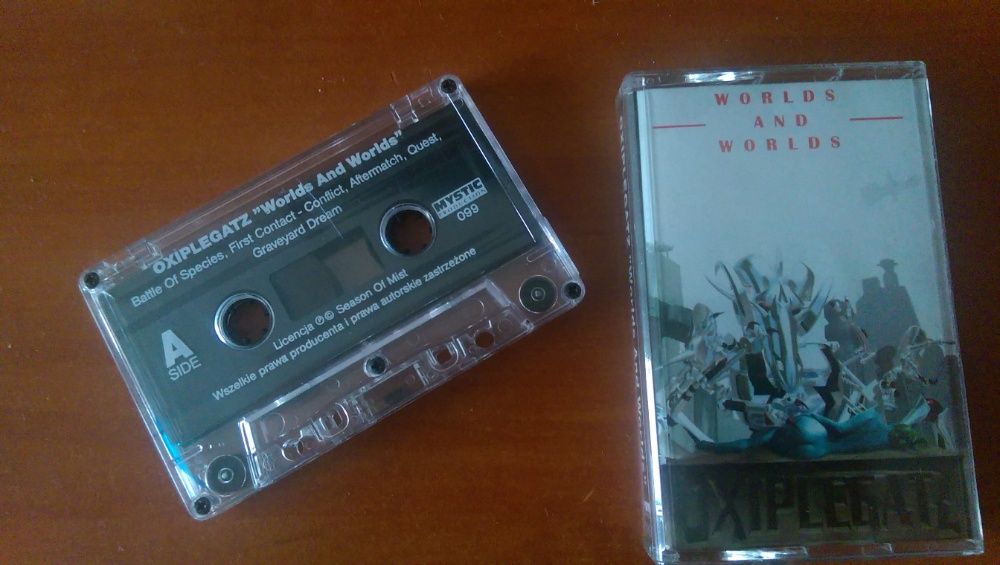 OXIPLEGATZ "Worlds And Worlds"
Battle Of Species, First Contact - Conflict, Aftermatch, Quest,
Graveyard Dream
MYSTIC
PRODUCTION
099
A
SIDE
Licencja ℗© Season Of Mist
Wszelkie prawa producenta i prawa autorskie zastrzeżone
WORLDS
AND
WORLDS
OXIPLEGATZ